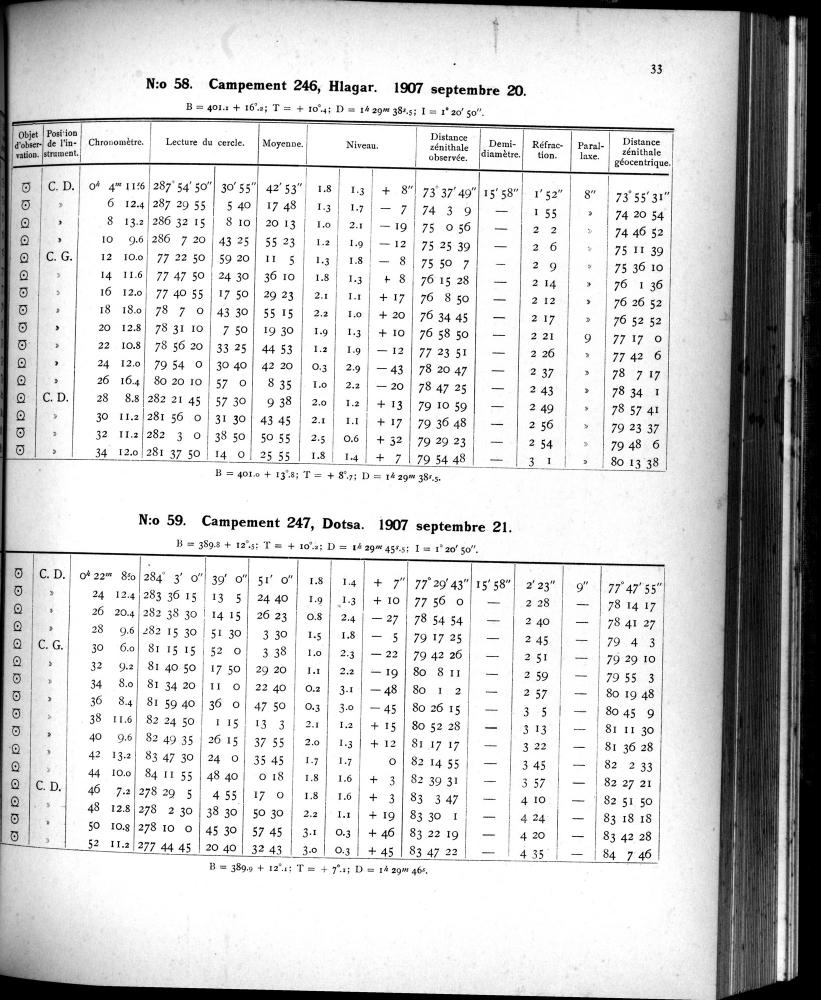 33
N:o 58. Campement 246, Hlagar. 1907 septembre 20.
B = 401.1 + 16°.2; T = + 10°.4; D = 1h 29m 38s.5; I = 1° 20′ 50″.
Objet d'obser-vation. Position de l'in-strument. Chronomètre. Lecture du cercle. Moyenne. Niveau. Distance zénithale observée. Demi-diamètre. Réfrac-tion. Paral-laxe. Distance zénithale géocentrique.
C. D. 0h 4m 11s.6 287° 54′ 50″ 30′ 55″ 42′ 53″ 1.8 1.3 + 8″ 73° 37′ 49″ 15′ 58″ 1′ 52″ 8″ 73° 55′ 31″
» 6 12.4 287 29 55 5 40 17 48 1.3 1.7 — 7 74 3 9 — 1 55 » 74 20 54
» 8 13.2 286 32 15 8 10 20 13 1.0 2.1 — 19 75 0 56 — 2 2 » 74 46 52
» 10 9.6 286 7 20 43 25 55 23 1.2 1.9 — 12 75 25 39 — 2 6 » 75 11 39
C. G. 12 10.0 77 22 50 59 20 11 5 1.3 1.8 — 8 75 50 7 — 2 9 » 75 36 10
» 14 11.6 77 47 50 24 30 36 10 1.8 1.3 + 8 76 15 28 — 2 14 » 76 1 36
» 16 12.0 77 40 55 17 50 29 23 2.1 1.1 + 17 76 8 50 — 2 12 » 76 26 52
» 18 18.0 78 7 0 43 30 55 15 2.2 1.0 + 20 76 34 45 — 2 17 » 76 52 52
» 20 12.8 78 31 10 7 50 19 30 1.9 1.3 + 10 76 58 50 — 2 21 9 77 17 0
» 22 10.8 78 56 20 33 25 44 53 1.2 1.9 — 12 77 23 51 — 2 26 » 77 42 6
» 24 12.0 79 54 0 30 40 42 20 0.3 2.9 — 43 78 20 47 — 2 37 » 78 7 17
» 26 16.4 80 20 10 57 0 8 35 1.0 2.2 — 20 78 47 25 — 2 43 » 78 34 1
C. D. 28 8.8 282 21 45 57 30 9 38 2.0 1.2 + 13 79 10 59 — 2 49 » 78 57 41
» 30 11.2 281 56 0 31 30 43 45 2.1 1.1 + 17 79 36 48 — 2 56 » 79 23 37
» 32 11.2 282 3 0 38 50 50 55 2.5 0.6 + 32 79 29 23 — 2 54 » 79 48 6
» 34 12.0 281 37 50 14 0 25 55 1.8 1.4 + 7 79 54 48 — 3 1 » 80 13 38
B = 401.0 + 13°.8; T = + 8°.7; D = 1h 29m 38s.5.
N:o 59. Campement 247, Dotsa. 1907 septembre 21.
B = 389.8 + 12°.5; T = + 10°.2; D = 1h 29m 45s.5; I = 1° 20′ 50″.
C. D. 0h 22m 8s.0 284° 3′ 0″ 39′ 0″ 51′ 0″ 1.8 1.4 + 7″ 77° 29′ 43″ 15′ 58″ 2′ 23″ 9″ 77° 47′ 55″
» 24 12.4 283 36 15 13 5 24 40 1.9 1.3 + 10 77 56 0 — 2 28 — 78 14 17
» 26 20.4 282 38 30 14 15 26 23 0.8 2.4 — 27 78 54 54 — 2 40 — 78 41 27
» 28 9.6 282 15 30 51 30 3 30 1.5 1.8 — 5 79 17 25 — 2 45 — 79 4 3
C. G. 30 6.0 81 15 15 52 0 3 38 1.0 2.3 — 22 79 42 26 — 2 51 — 79 29 10
» 32 9.2 81 40 50 17 50 29 20 1.1 2.2 — 19 80 8 11 — 2 59 — 79 55 3
» 34 8.0 81 34 20 11 0 22 40 0.2 3.1 — 48 80 1 2 — 2 57 — 80 19 48
» 36 8.4 81 59 40 36 0 47 50 0.3 3.0 — 45 80 26 15 — 3 5 — 80 45 9
» 38 11.6 82 24 50 1 15 13 3 2.1 1.2 + 15 80 52 28 — 3 13 — 81 11 30
» 40 9.6 82 49 35 26 15 37 55 2.0 1.3 + 12 81 17 17 — 3 22 — 81 36 28
» 42 13.2 83 47 30 24 0 35 45 1.7 1.7 0 82 14 55 — 3 45 — 82 2 33
» 44 10.0 84 11 55 48 40 0 18 1.8 1.6 + 3 82 39 31 — 3 57 — 82 27 21
C. D. 46 7.2 278 29 5 4 55 17 0 1.8 1.6 + 3 83 3 47 — 4 10 — 82 51 50
» 48 12.8 278 2 30 38 30 50 30 2.2 1.1 + 19 83 30 1 — 4 24 — 83 18 18
» 50 10.8 278 10 0 45 30 57 45 3.1 0.3 + 46 83 22 19 — 4 20 — 83 42 28
» 52 11.2 277 44 45 20 40 32 43 3.0 0.3 + 45 83 47 22 — 4 35 — 84 7 46
B = 389.9 + 12°.1; T = + 7°.1; D = 1h 29m 46s.